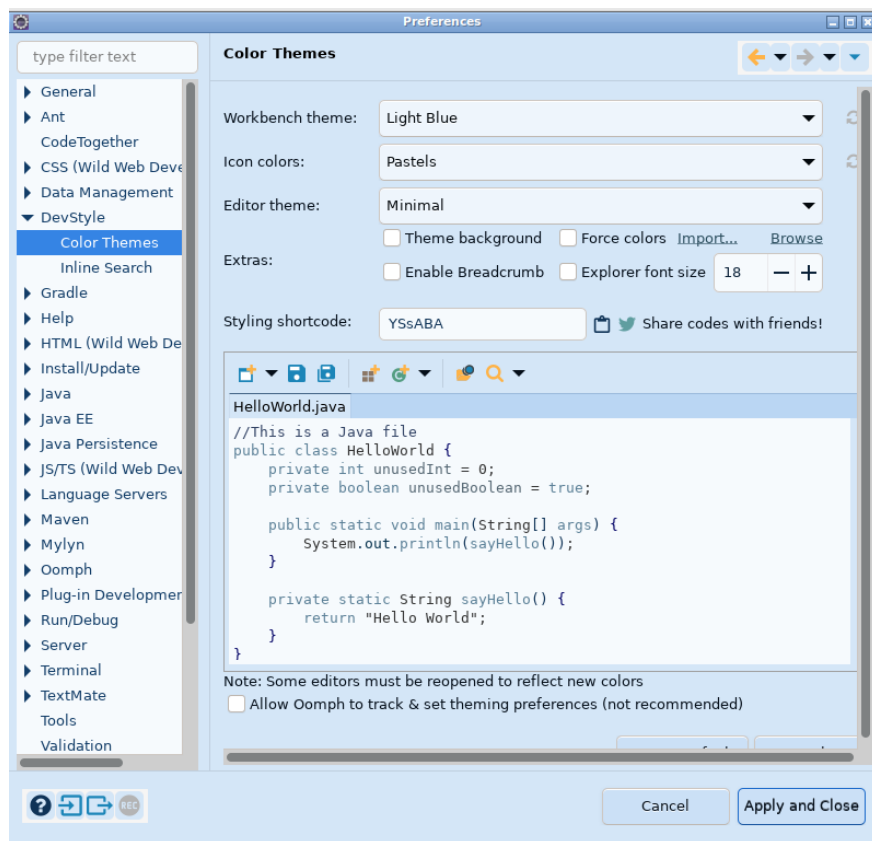 Preferences
type filter text
General
Ant
CodeTogether
CSS (Wild Web Deve
Data Management
DevStyle
Color Themes
Inline Search
Gradle
Help
HTML (Wild Web De
Install/Update
Java
Java EE
Java Persistence
JS/TS (Wild Web Dev
Language Servers
Maven
Mylyn
Oomph
Plug-in Developmer
Run/Debug
Server
Terminal
TextMate
Tools
Validation
Color Themes
Workbench theme: Light Blue
Icon colors: Pastels
Editor theme: Minimal
Extras: Theme background Force colors Import... Browse
Enable Breadcrumb Explorer font size 18
Styling shortcode: YSsABA Share codes with friends!
HelloWorld.java
//This is a Java file
public class HelloWorld {
    private int unusedInt = 0;
    private boolean unusedBoolean = true;
    public static void main(String[] args) {
        System.out.println(sayHello());
    }
    private static String sayHello() {
        return "Hello World";
    }
}
Note: Some editors must be reopened to reflect new colors
Allow Oomph to track & set theming preferences (not recommended)
REC
Cancel Apply and Close